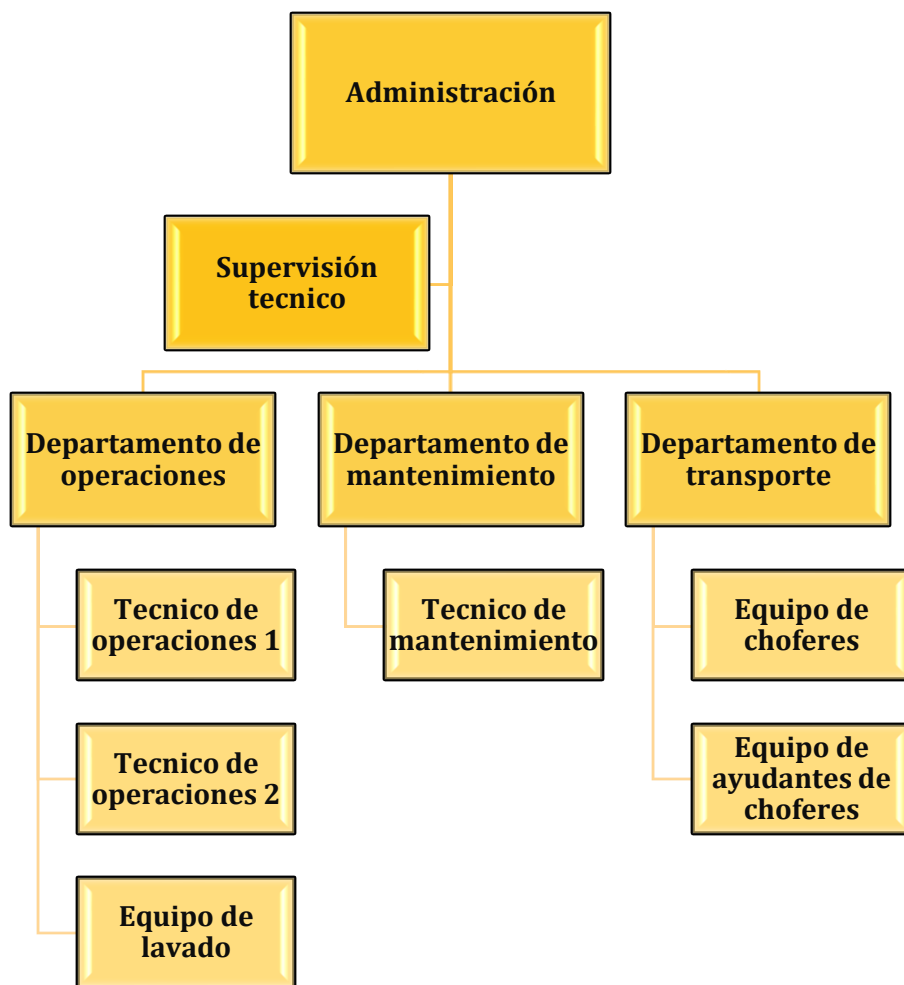 Administración
Supervisión
tecnico
Departamento de
operaciones
Departamento de
mantenimiento
Departamento de
transporte
Tecnico de
operaciones 1
Tecnico de
mantenimiento
Equipo de
choferes
Tecnico de
operaciones 2
Equipo de
ayudantes de
choferes
Equipo de
lavado